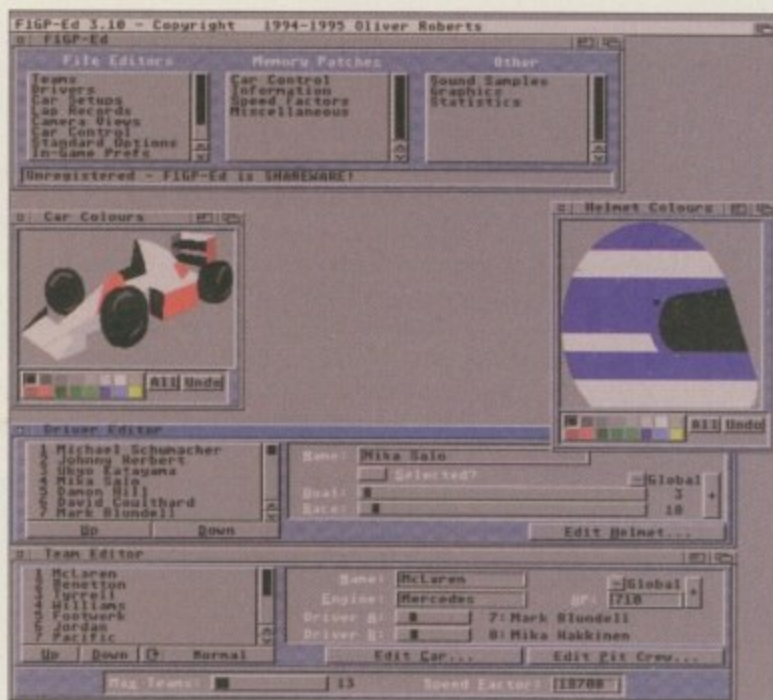 F1GP-Ed 3.10 - Copyright 1994-1995 Oliver Roberts
F1GP-Ed
File Editors
Teams
Drivers
Car Setups
Lap Records
Camera Views
Car Control
Standard Options
In-Game Prefs
Memory Patches
Car Control
Information
Speed Factors
Miscellaneous
Other
Sound Samples
Graphics
Statistics
Unregistered - F1GP-Ed is SHAREWARE!
Car Colours
All Undo
Helmet Colours
All Undo
Driver Editor
1 Michael Schumacher
2 Johnny Herbert
3 Ukyo Katayama
4 Mika Salo
5 Damon Hill
6 David Coulthard
7 Mark Blundell
Up Down
Name: Mika Salo
Selected?
Global
Qual: 3
Race: 10
Edit Helmet...
Team Editor
1 McLaren
2 Benetton
3 Tyrrell
4 Williams
5 Footwork
6 Jordan
7 Pacific
Up Down Normal
Name: McLaren
Engine: Mercedes
Global
HP: 710
Driver A: 7: Mark Blundell
Driver B: 8: Mika Hakkinen
Edit Car... Edit Pit Crew...
Max Teams: 13 Speed Factor: 18700